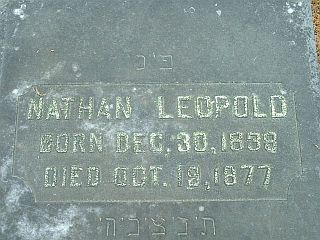 פ״נ
NATHAN LEOPOLD
BORN DEC. 30, 1838
DIED OCT. 19, 1877
ת׳נ׳צ׳ב׳ה׳